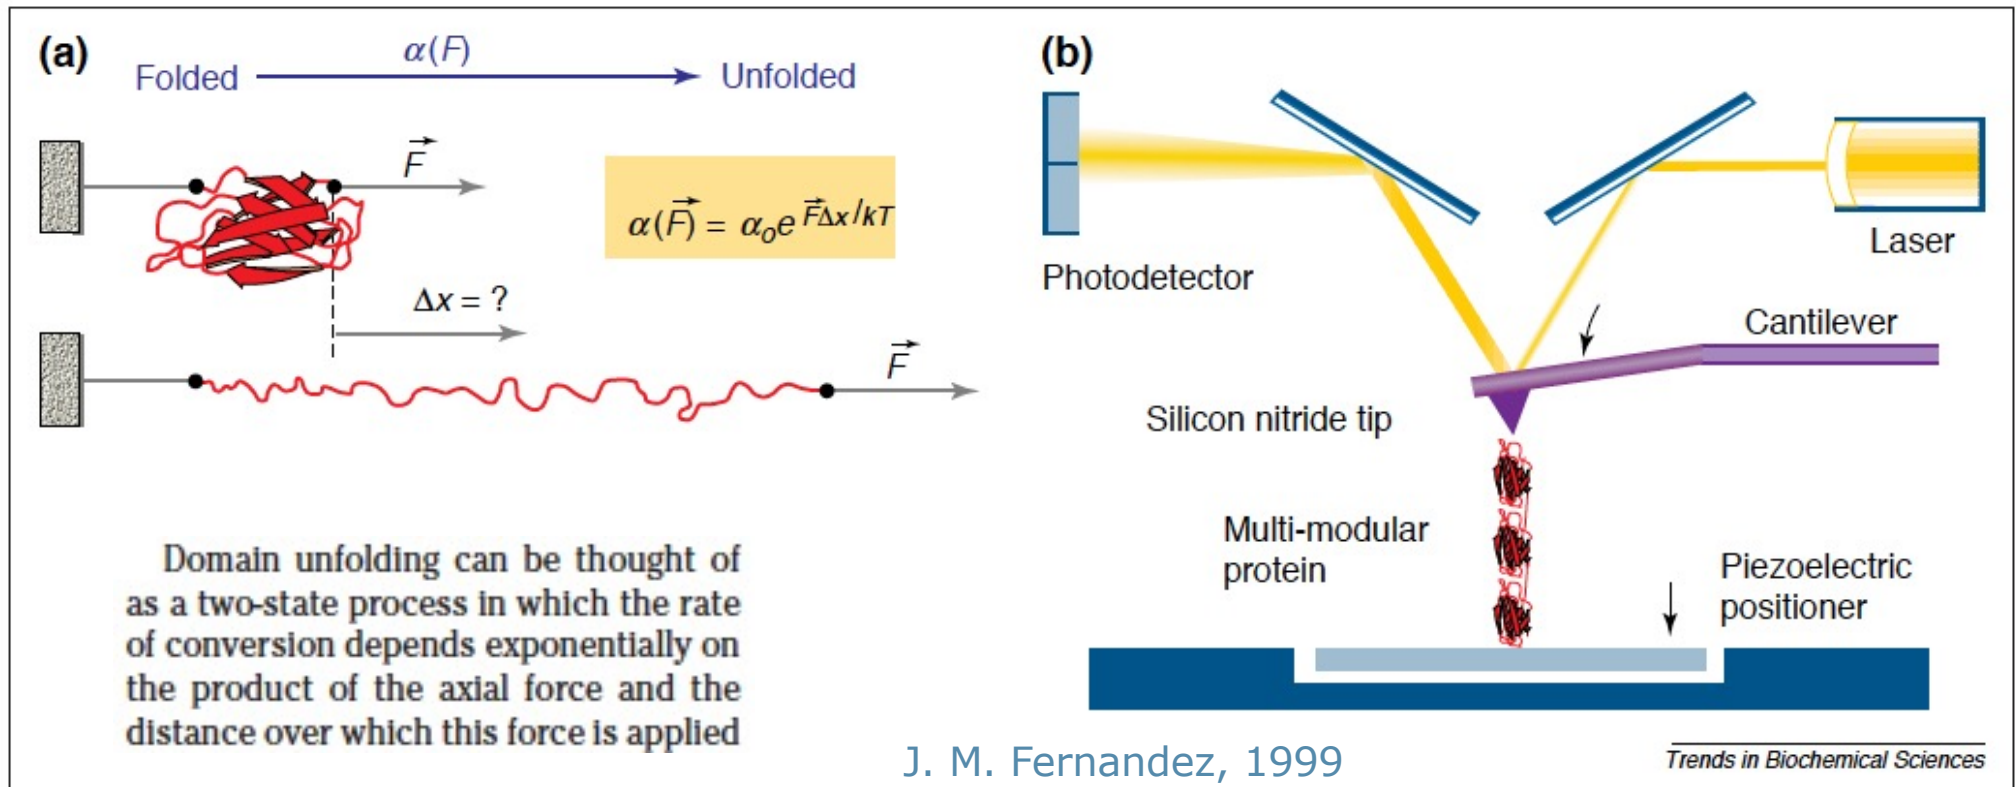 (a)
α(F)
Folded
Unfolded
F⃗
α(F⃗) = α₀e^F⃗Δx/kT
Δx = ?
F⃗
Domain unfolding can be thought of
as a two-state process in which the rate
of conversion depends exponentially on
the product of the axial force and the
distance over which this force is applied
(b)
Laser
Photodetector
Cantilever
Silicon nitride tip
Multi-modular
protein
Piezoelectric
positioner
J. M. Fernandez, 1999
Trends in Biochemical Sciences